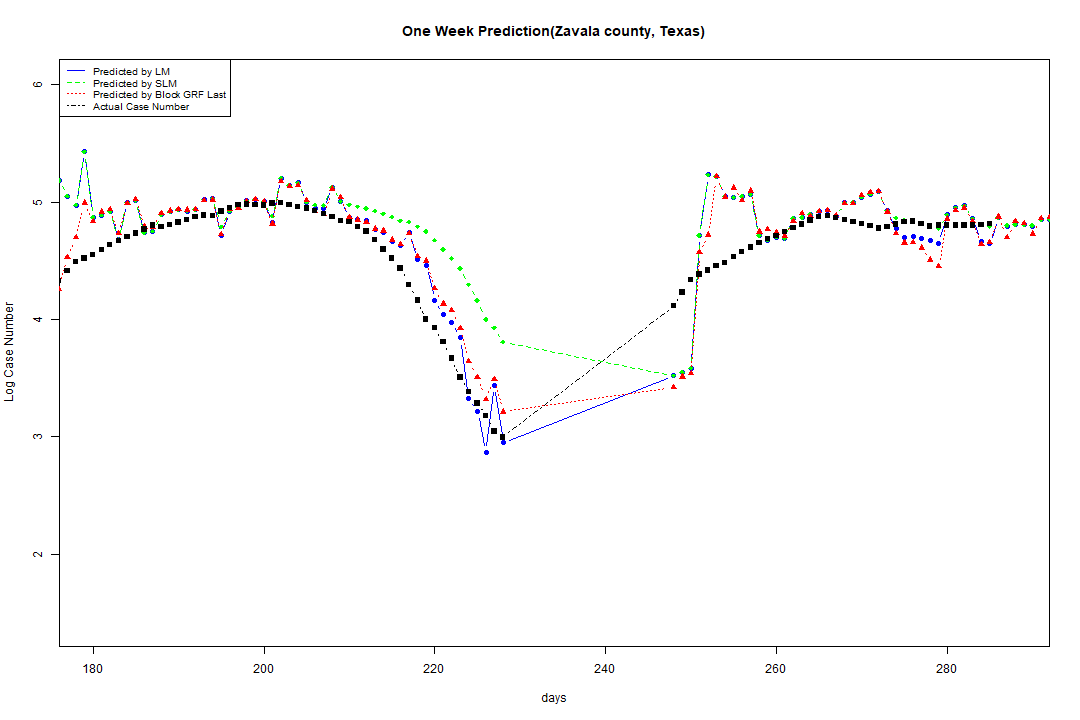 One Week Prediction(Zavala county, Texas)
Predicted by LM
Predicted by SLM
Predicted by Block GRF Last
Actual Case Number
6
5
4
3
2
Log Case Number
180 200 220 240 260 280
days